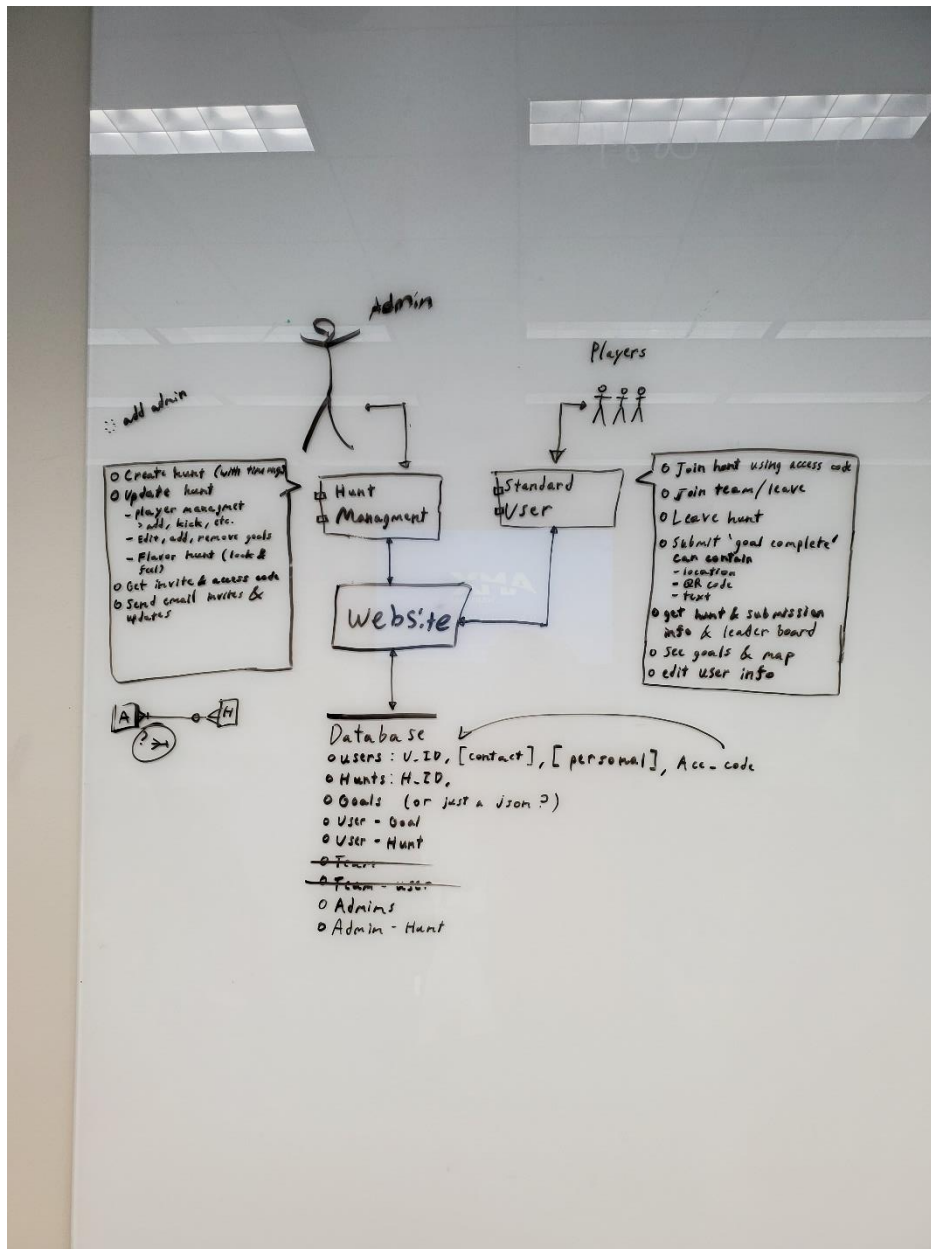 Admin
Players
add admin
o Create hunt (with time
o Update hunt
- Player managmet
> add, kick, etc.
- Edit, add, remove goals
- Flavor hunt (look &
feel)
o Get invite & access code
o Send email invites &
updates
Hunt
Managment
Standard
User
o Join hunt using access code
o Join team/leave
o Leave hunt
o Submit 'goal complete'
can contain
- location
- QR code
- text
o get hunt & submission
info & leader board
o see goals & map
o edit user info
Website
A
H
?
Database
o users: U_ID, [contact], [personal], Acc_code
o Hunts: H_ID,
o Goals (or just a json?)
o User - Goal
o User - Hunt
o Team - user
o Admins
o Admin - Hunt